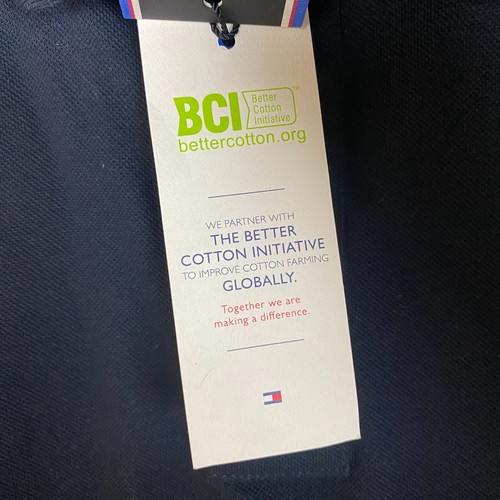 BCI
Better
Cotton
Initiative™
bettercotton.org
WE PARTNER WITH
THE BETTER
COTTON INITIATIVE
TO IMPROVE COTTON FARMING
GLOBALLY.
Together we are
making a difference.